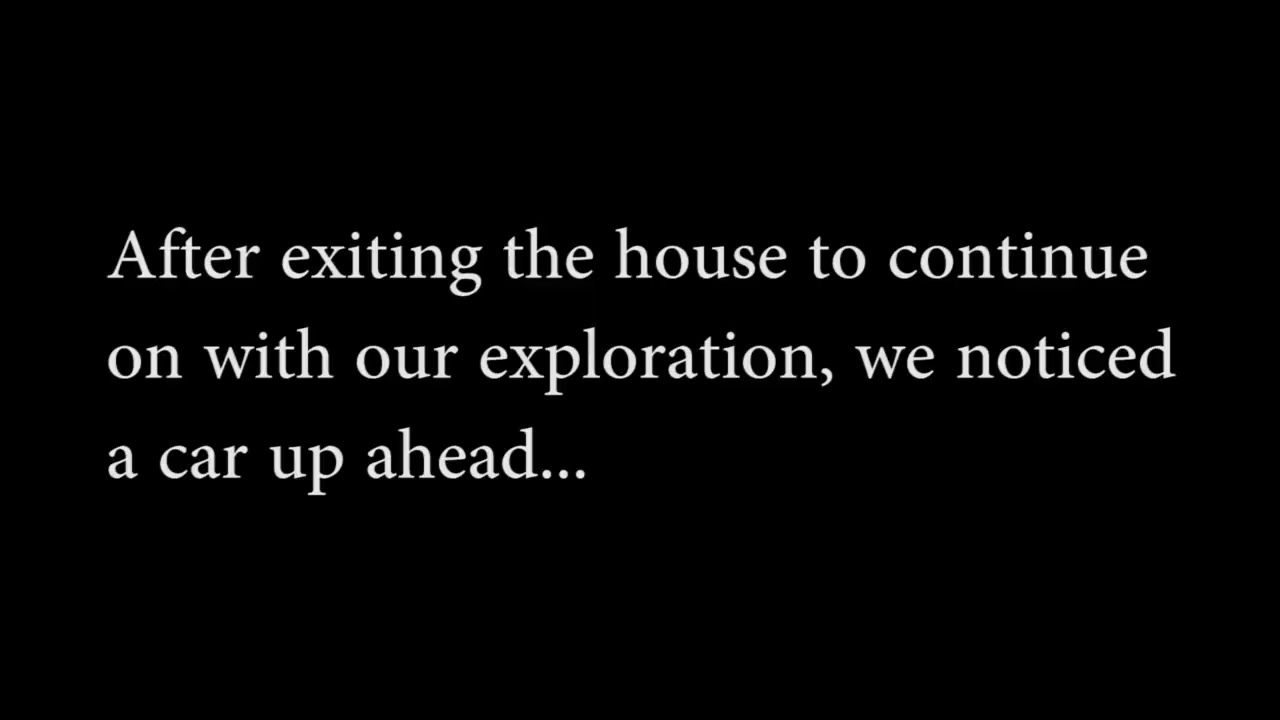 After exiting the house to continue
on with our exploration, we noticed
a car up ahead...